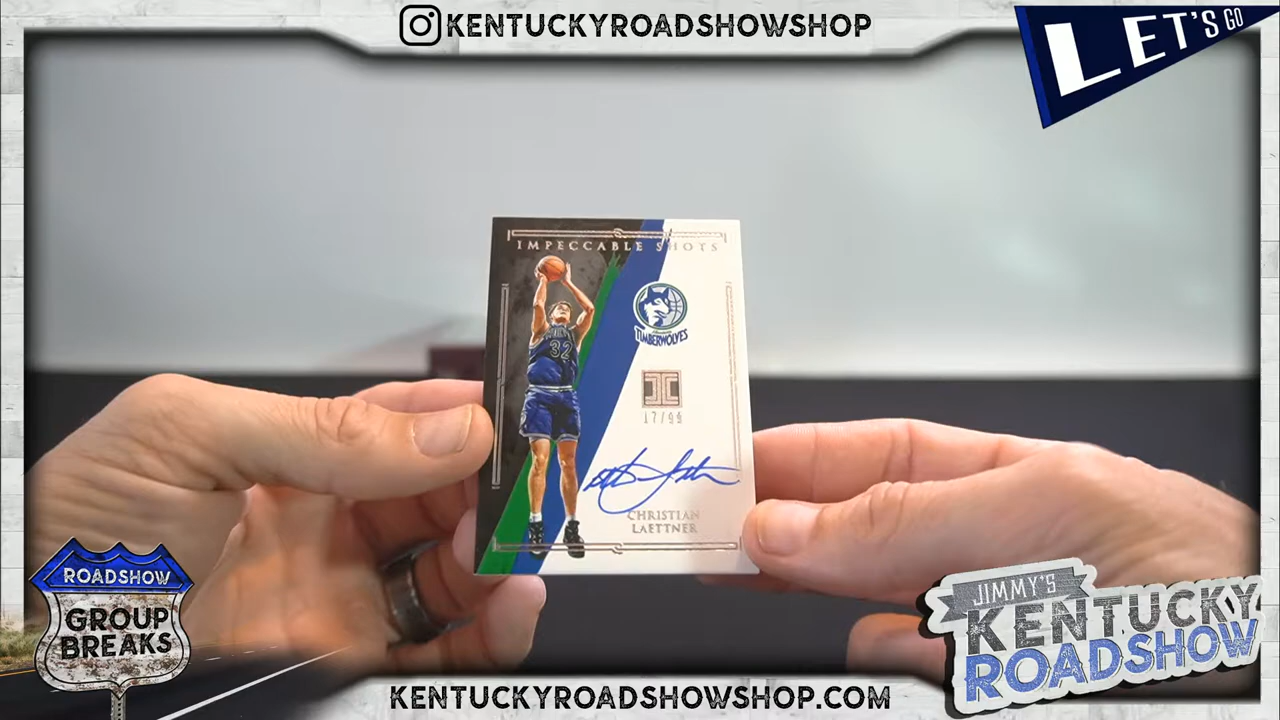 KENTUCKYROADSHOWSHOP
LET'S GO
IMPECCABLE SHOTS
32
TIMBERWOLVES
17/99
CHRISTIAN
LAETTNER
ROADSHOW
GROUP
BREAKS
JIMMY'S
KENTUCKY
ROADSHOW
KENTUCKYROADSHOWSHOP.COM